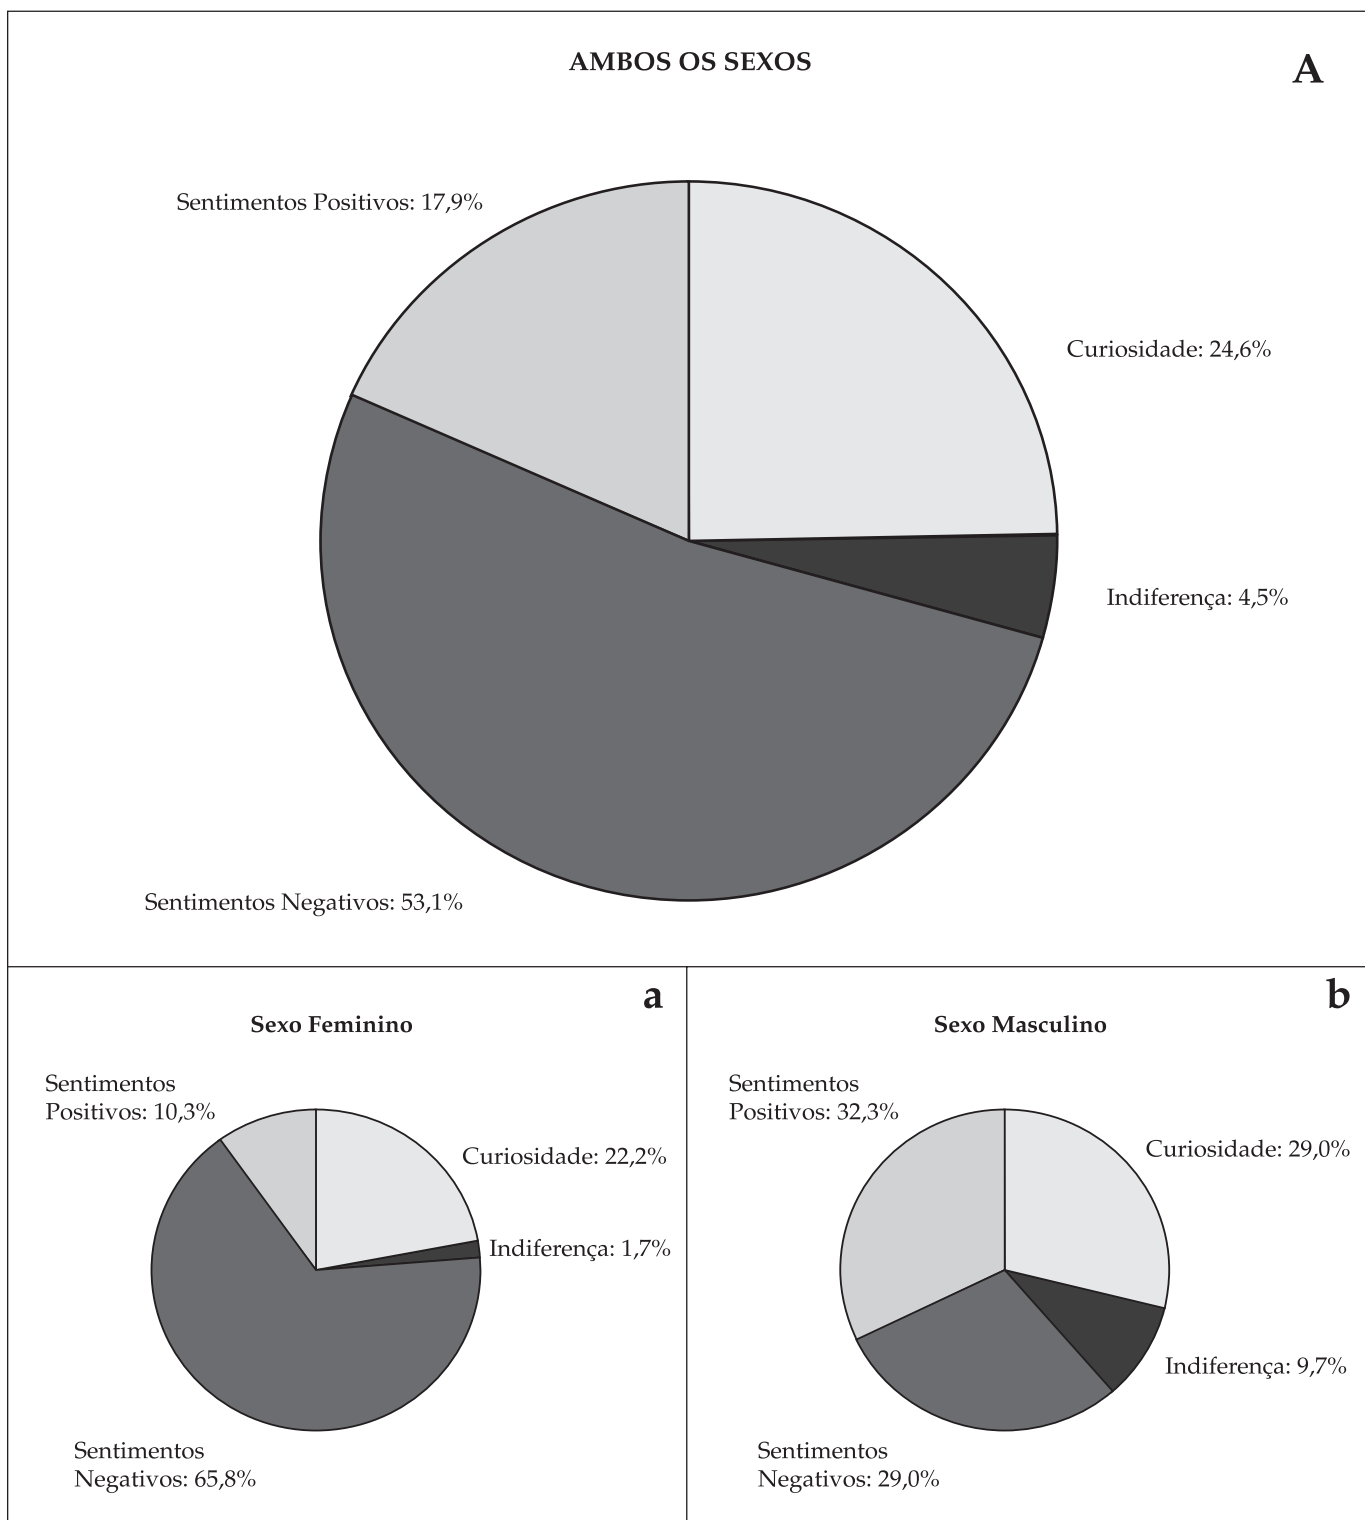 AMBOS OS SEXOS
A
Sentimentos Positivos: 17,9%
Curiosidade: 24,6%
Indiferença: 4,5%
Sentimentos Negativos: 53,1%
a
Sexo Feminino
Sentimentos
Positivos: 10,3%
Curiosidade: 22,2%
Indiferença: 1,7%
Sentimentos
Negativos: 65,8%
b
Sexo Masculino
Sentimentos
Positivos: 32,3%
Curiosidade: 29,0%
Indiferença: 9,7%
Sentimentos
Negativos: 29,0%